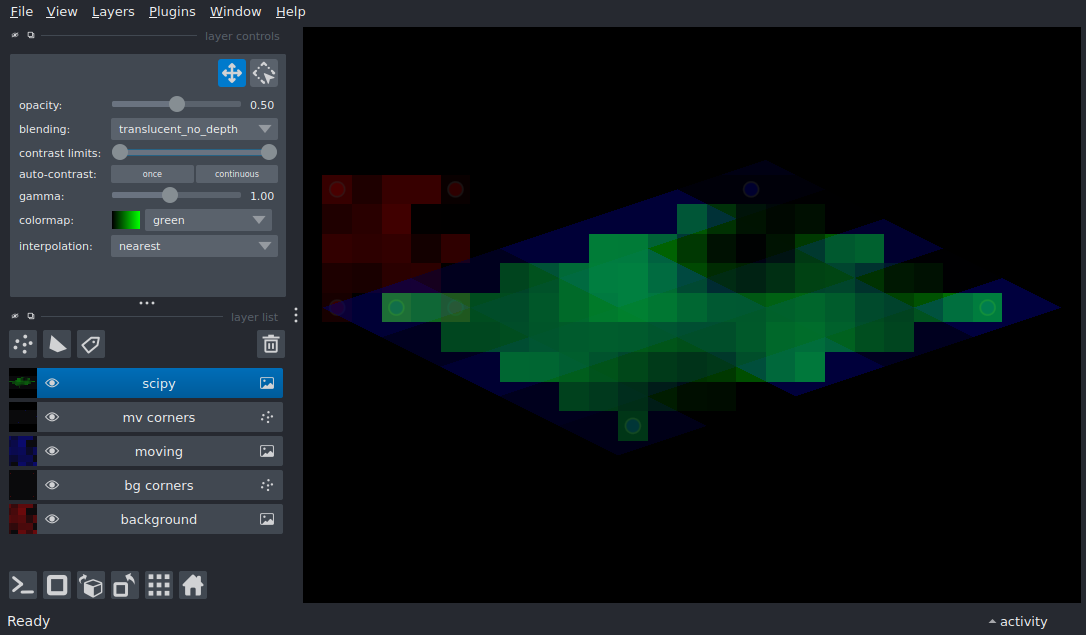 File View Layers Plugins Window Help
layer controls
opacity: 0.50
blending: translucent_no_depth
contrast limits:
auto-contrast: once continuous
gamma: 1.00
colormap: green
interpolation: nearest
layer list
scipy
mv corners
moving
bg corners
background
Ready activity